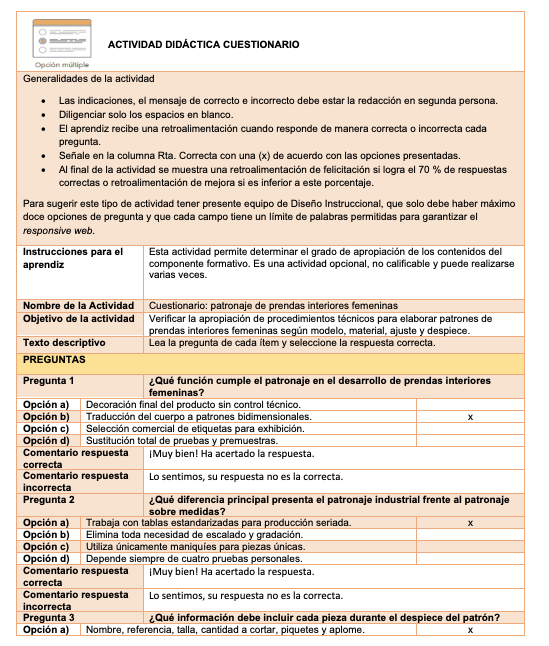 Opción múltiple
ACTIVIDAD DIDÁCTICA CUESTIONARIO
Generalidades de la actividad
• Las indicaciones, el mensaje de correcto e incorrecto debe estar la redacción en segunda persona.
• Diligenciar solo los espacios en blanco.
• El aprendiz recibe una retroalimentación cuando responde de manera correcta o incorrecta cada
pregunta.
• Señale en la columna Rta. Correcta con una (x) de acuerdo con las opciones presentadas.
• Al final de la actividad se muestra una retroalimentación de felicitación si logra el 70 % de respuestas
correctas o retroalimentación de mejora si es inferior a este porcentaje.
Para sugerir este tipo de actividad tener presente equipo de Diseño Instruccional, que solo debe haber máximo
doce opciones de pregunta y que cada campo tiene un límite de palabras permitidas para garantizar el
responsive web.
Instrucciones para el
aprendiz
Esta actividad permite determinar el grado de apropiación de los contenidos del
componente formativo. Es una actividad opcional, no calificable y puede realizarse
varias veces.
Nombre de la Actividad Cuestionario: patronaje de prendas interiores femeninas
Objetivo de la actividad Verificar la apropiación de procedimientos técnicos para elaborar patrones de
prendas interiores femeninas según modelo, material, ajuste y despiece.
Texto descriptivo Lea la pregunta de cada ítem y seleccione la respuesta correcta.
PREGUNTAS
Pregunta 1 ¿Qué función cumple el patronaje en el desarrollo de prendas interiores
femeninas?
Opción a) Decoración final del producto sin control técnico.
Opción b) Traducción del cuerpo a patrones bidimensionales. x
Opción c) Selección comercial de etiquetas para exhibición.
Opción d) Sustitución total de pruebas y premuestras.
Comentario respuesta
correcta
¡Muy bien! Ha acertado la respuesta.
Comentario respuesta
incorrecta
Lo sentimos, su respuesta no es la correcta.
Pregunta 2 ¿Qué diferencia principal presenta el patronaje industrial frente al patronaje
sobre medidas?
Opción a) Trabaja con tablas estandarizadas para producción seriada. x
Opción b) Elimina toda necesidad de escalado y gradación.
Opción c) Utiliza únicamente maniquíes para piezas únicas.
Opción d) Depende siempre de cuatro pruebas personales.
Comentario respuesta
correcta
¡Muy bien! Ha acertado la respuesta.
Comentario respuesta
incorrecta
Lo sentimos, su respuesta no es la correcta.
Pregunta 3 ¿Qué información debe incluir cada pieza durante el despiece del patrón?
Opción a) Nombre, referencia, talla, cantidad a cortar, piquetes y aplome. x